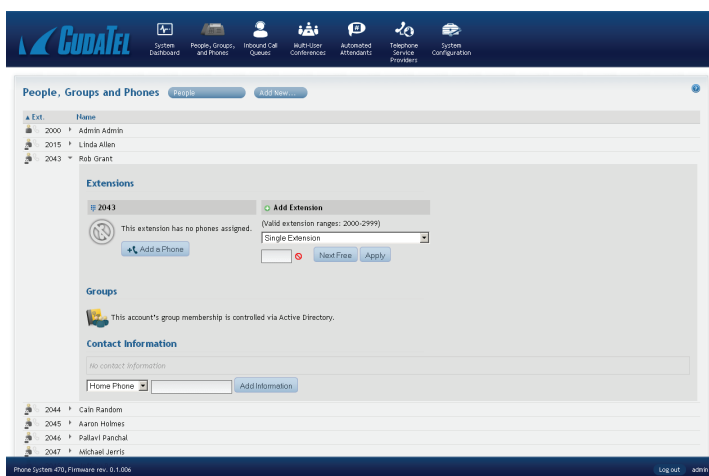 CUDATEL
System Dashboard
People, Groups, and Phones
Inbound Call Queues
Multi-User Conferences
Automated Attendants
Telephone Service Providers
System Configuration
People, Groups and Phones People Add New...
Ext. Name
2000 Admin Admin
2015 Linda Allen
2043 Rob Grant
Extensions
2043
This extension has no phones assigned.
Add a Phone
Add Extension
(Valid extension ranges: 2000-2999)
Single Extension
Next Free Apply
Groups
This account's group membership is controlled via Active Directory.
Contact Information
No contact information
Home Phone Add Information
2044 Cain Random
2045 Aaron Holmes
2046 Pallavi Panchal
2047 Michael Jerris
Phone System 470, Firmware rev. 0.1.006 Log out admin